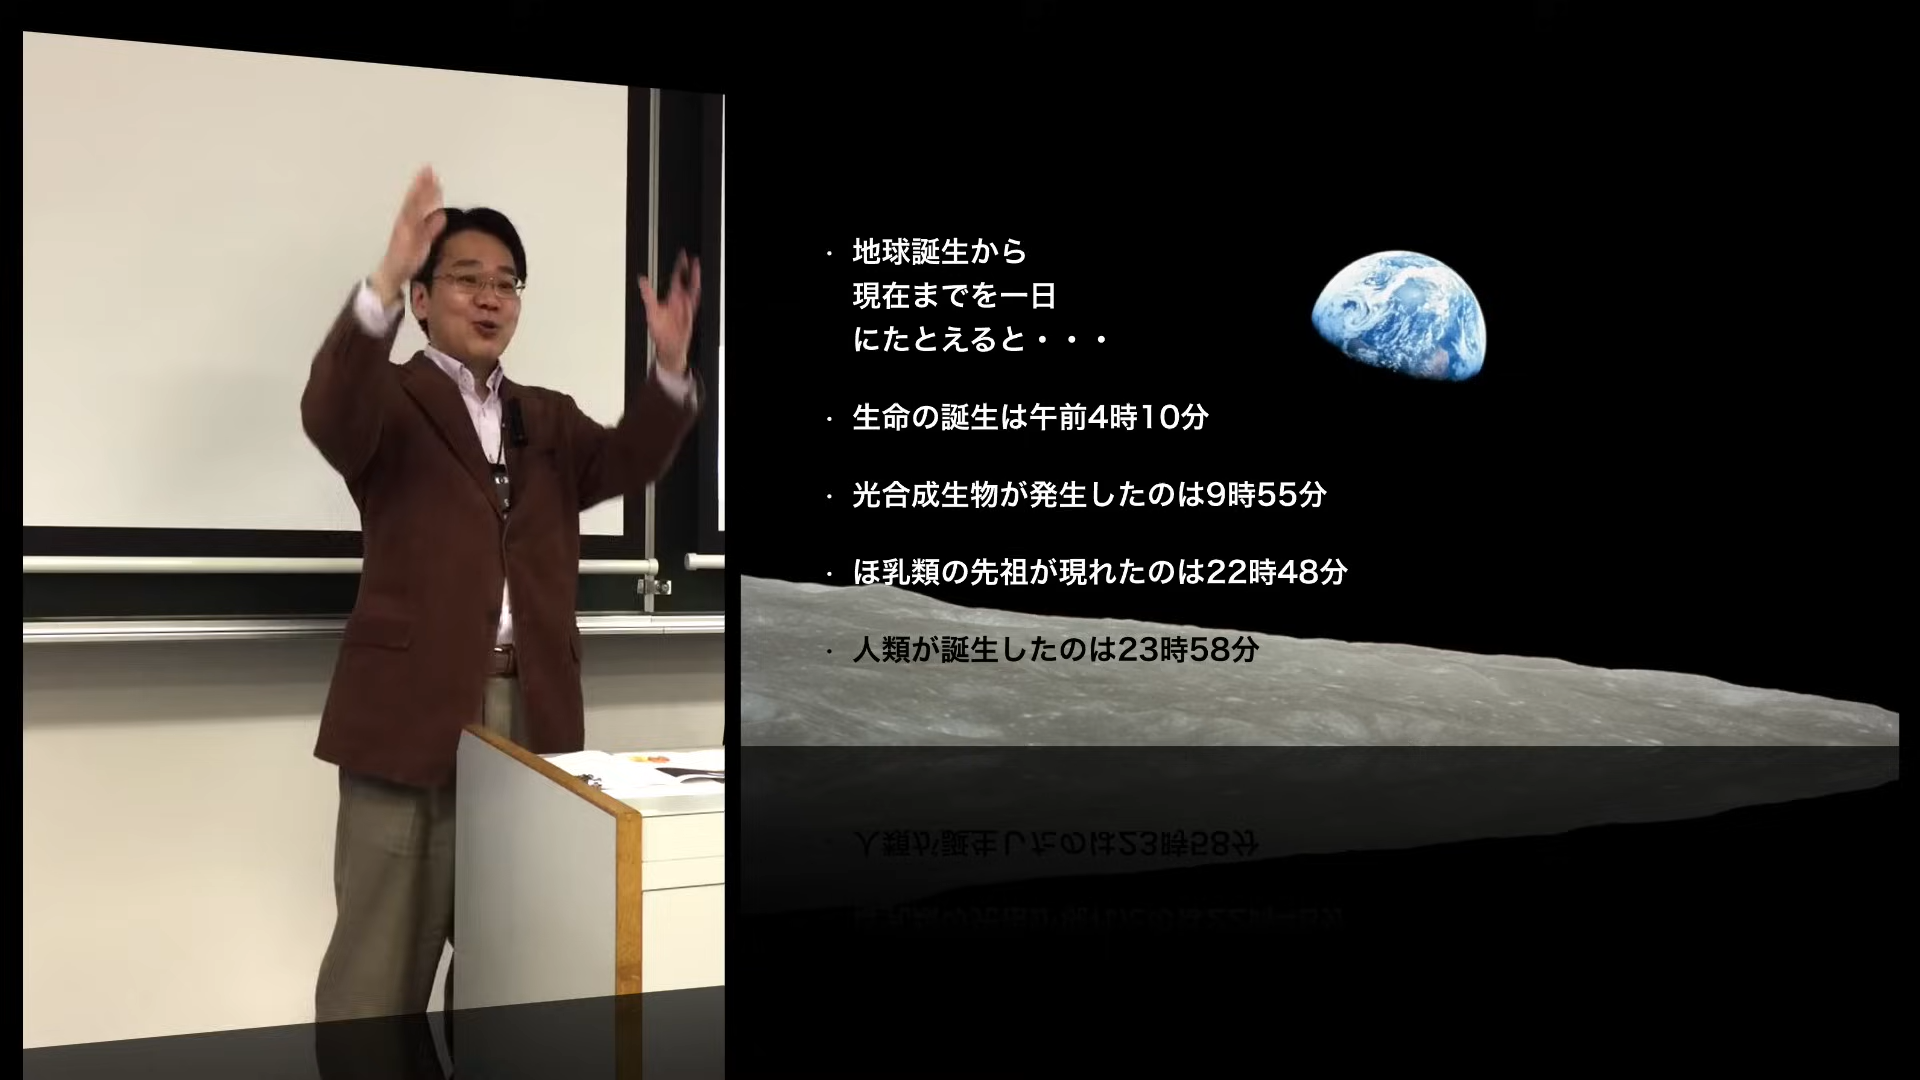 ・ 地球誕生から
現在までを一日
にたとえると・・・
・ 生命の誕生は午前4時10分
・ 光合成生物が発生したのは9時55分
・ ほ乳類の先祖が現れたのは22時48分
・ 人類が誕生したのは23時58分